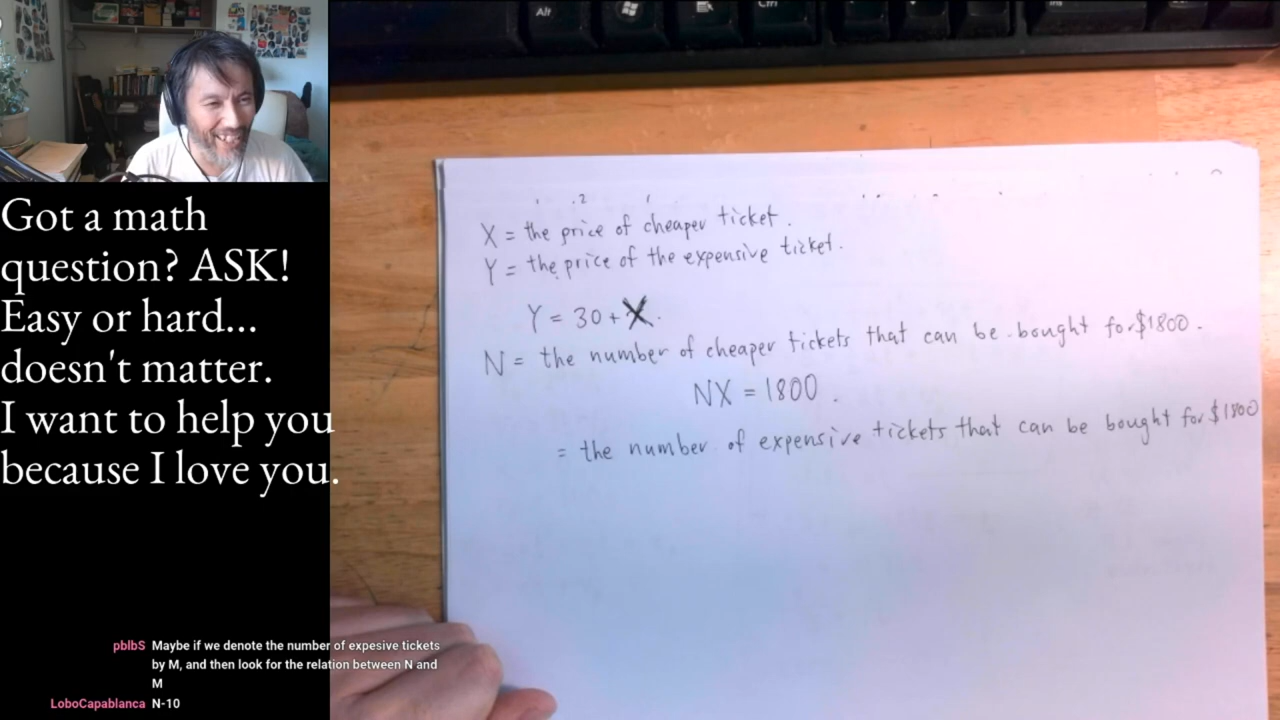 Got a math
question? ASK!
Easy or hard...
doesn't matter.
I want to help you
because I love you.
pblbS Maybe if we denote the number of expesive tickets
by M, and then look for the relation between N and
M
LoboCapablanca N-10
Alt
Ctrl
X = the price of cheaper ticket.
Y = the price of the expensive ticket.
Y = 30 + X.
N = the number of cheaper tickets that can be bought for $1800.
NX = 1800.
= the number of expensive tickets that can be bought for $1800